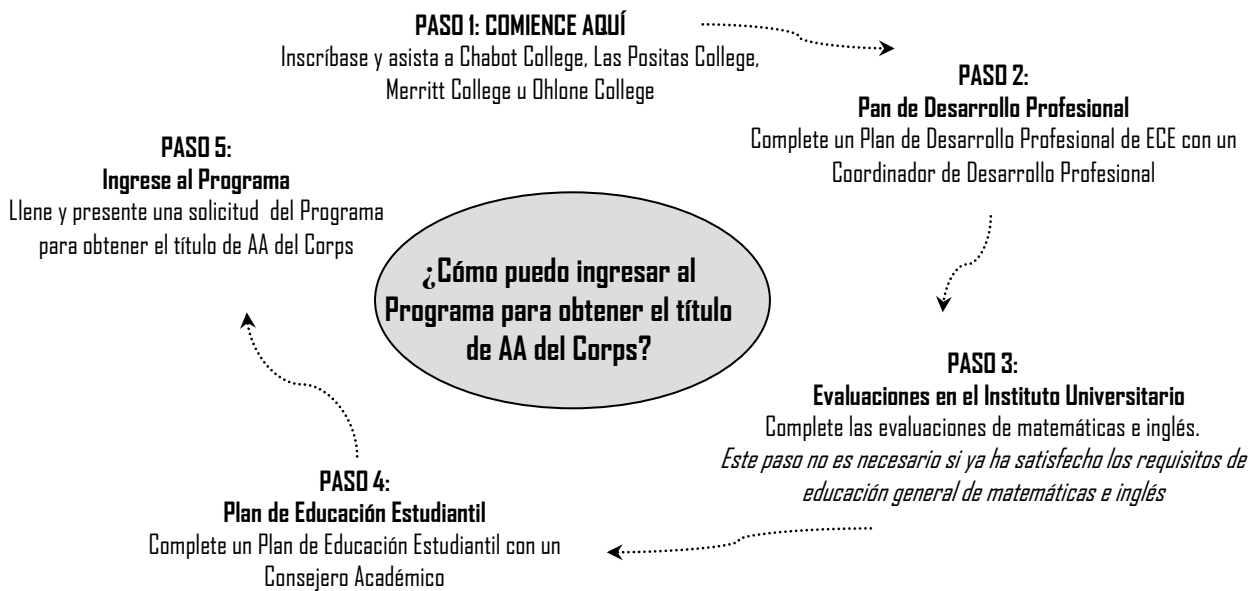 PASO 1: COMIENCE AQUÍ
Inscríbase y asista a Chabot College, Las Positas College,
Merritt College u Ohlone College
PASO 2:
Pan de Desarrollo Profesional
Complete un Plan de Desarrollo Profesional de ECE con un
Coordinador de Desarrollo Profesional
PASO 3:
Evaluaciones en el Instituto Universitario
Complete las evaluaciones de matemáticas e inglés.
Este paso no es necesario si ya ha satisfecho los requisitos de
educación general de matemáticas e inglés
PASO 4:
Plan de Educación Estudiantil
Complete un Plan de Educación Estudiantil con un
Consejero Académico
PASO 5:
Ingrese al Programa
Llene y presente una solicitud del Programa
para obtener el título de AA del Corps
¿Cómo puedo ingresar al
Programa para obtener el título
de AA del Corps?